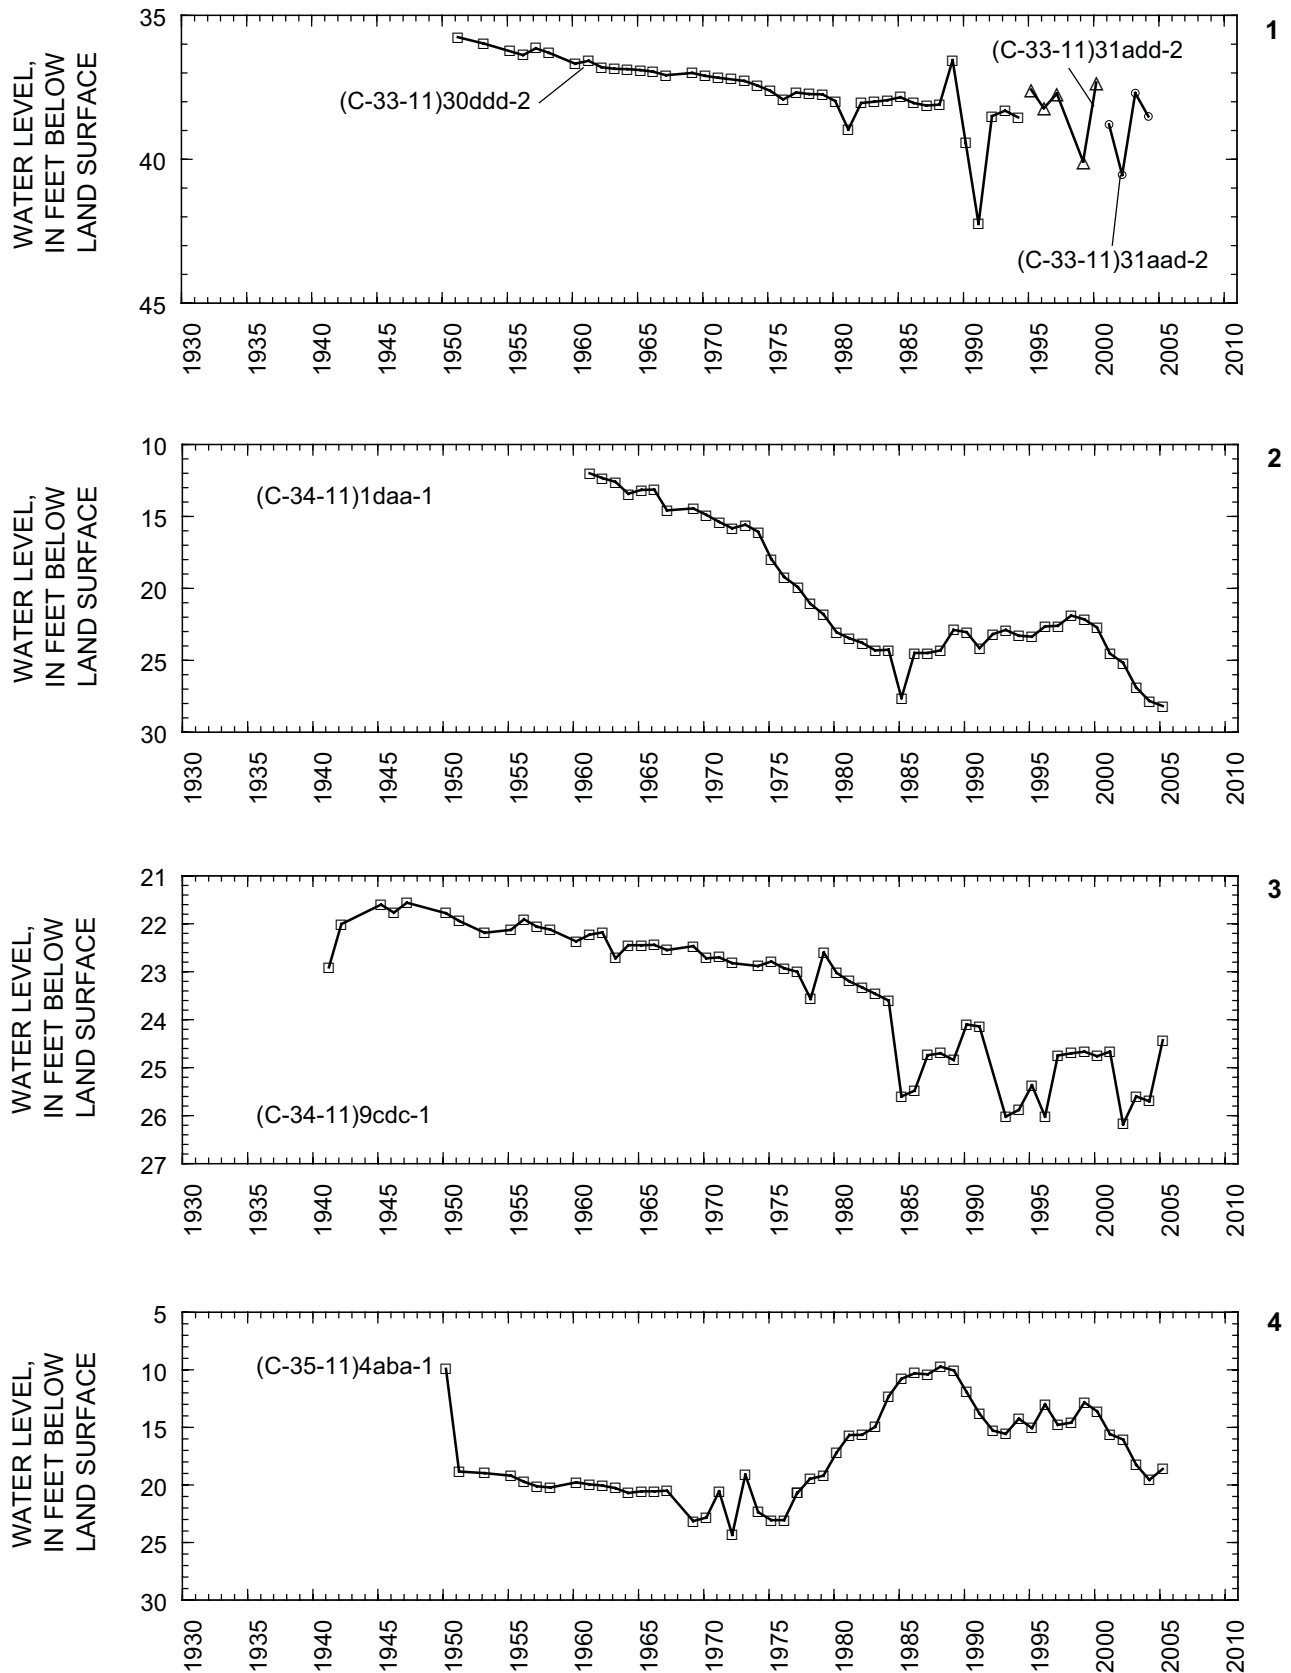 1
WATER LEVEL,
IN FEET BELOW
LAND SURFACE
35
40
45
(C-33-11)30ddd-2
(C-33-11)31add-2
(C-33-11)31aad-2
1930 1935 1940 1945 1950 1955 1960 1965 1970 1975 1980 1985 1990 1995 2000 2005 2010
2
WATER LEVEL,
IN FEET BELOW
LAND SURFACE
10
15
20
25
30
(C-34-11)1daa-1
1930 1935 1940 1945 1950 1955 1960 1965 1970 1975 1980 1985 1990 1995 2000 2005 2010
3
WATER LEVEL,
IN FEET BELOW
LAND SURFACE
21
22
23
24
25
26
27
(C-34-11)9cdc-1
1930 1935 1940 1945 1950 1955 1960 1965 1970 1975 1980 1985 1990 1995 2000 2005 2010
4
WATER LEVEL,
IN FEET BELOW
LAND SURFACE
5
10
15
20
25
30
(C-35-11)4aba-1
1930 1935 1940 1945 1950 1955 1960 1965 1970 1975 1980 1985 1990 1995 2000 2005 2010